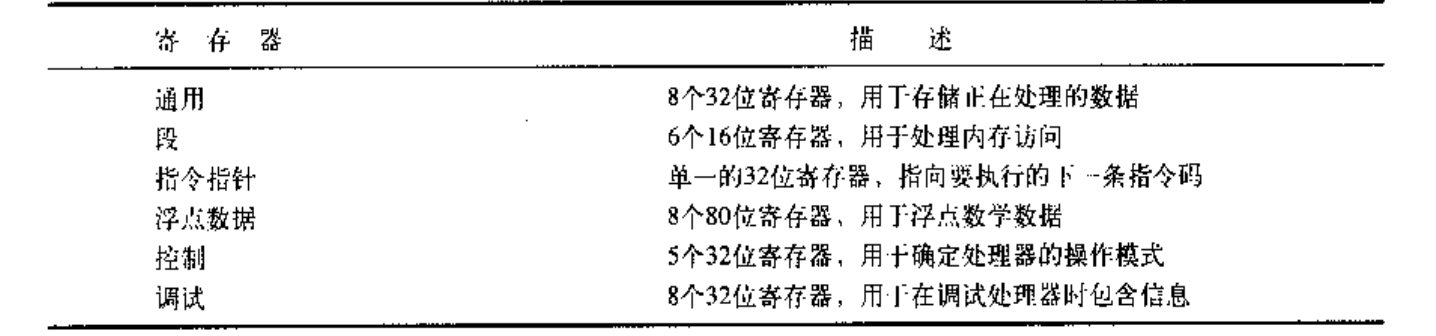 寄存器 描述
通用 8个32位寄存器，用于存储正在处理的数据
段 6个16位寄存器，用于处理内存访问
指令指针 单一的32位寄存器，指向要执行的下一条指令码
浮点数据 8个80位寄存器，用于浮点数学数据
控制 5个32位寄存器，用于确定处理器的操作模式
调试 8个32位寄存器，用于在调试处理器时包含信息